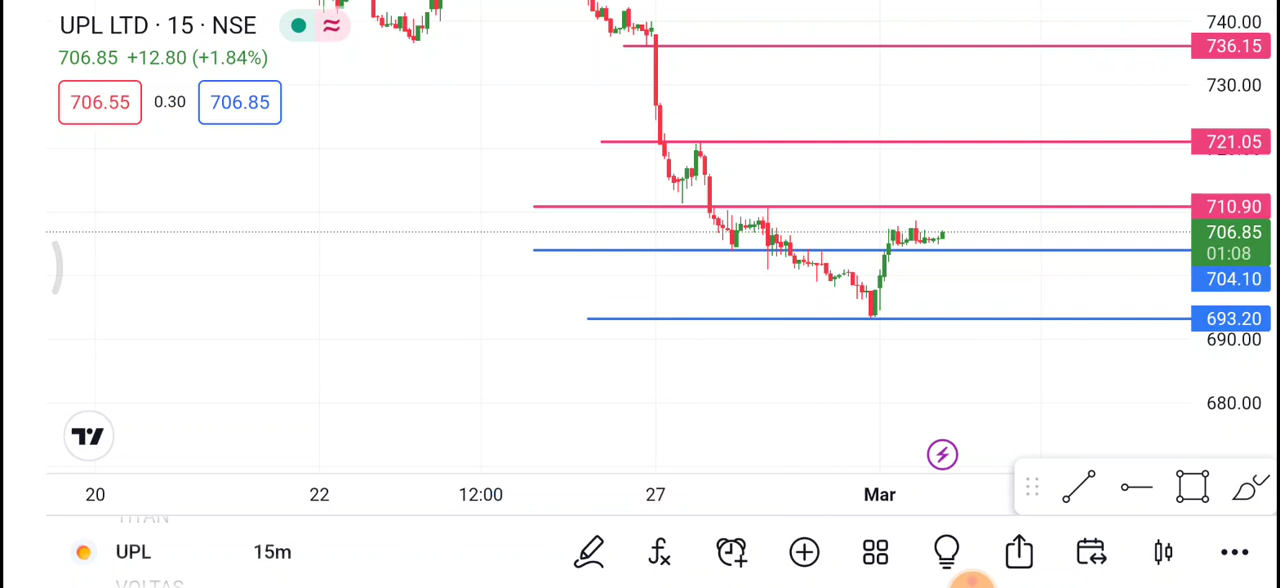 UPL LTD · 15 · NSE
706.85 +12.80 (+1.84%)
706.55 0.30 706.85
740.00
736.15
730.00
721.05
710.90
706.85
01:08
704.10
693.20
690.00
680.00
20 22 12:00 27 Mar
TITAN
UPL 15m
VOLTAS